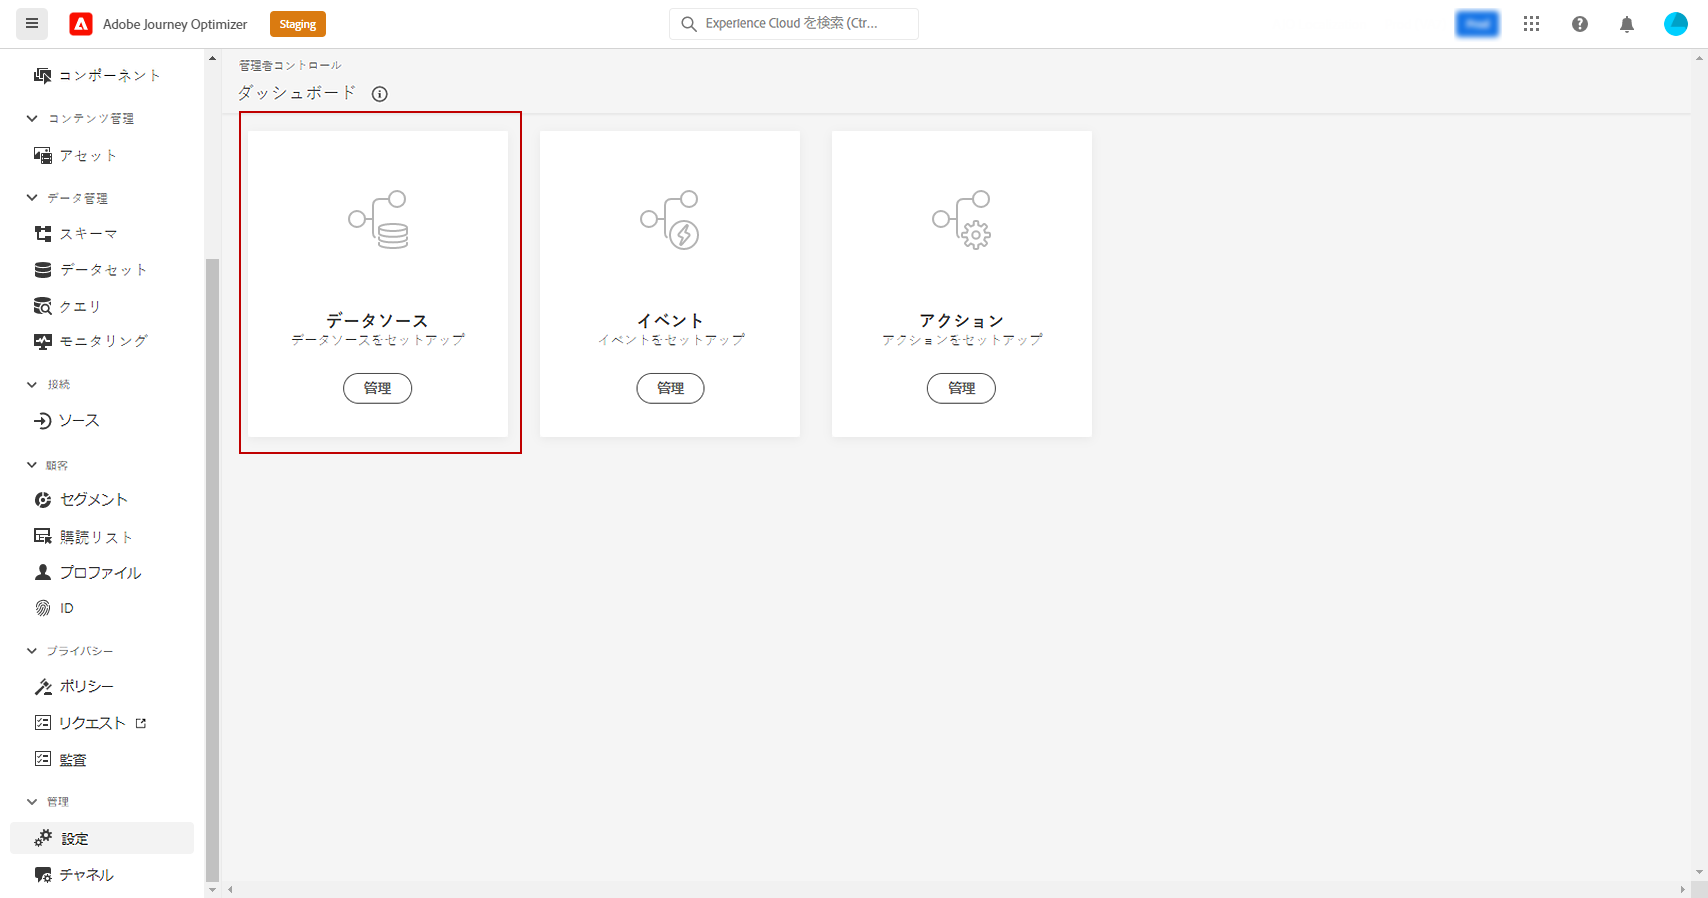 Adobe Journey Optimizer
Staging
Experience Cloud を検索 (Ctr...
コンポーネント
コンテンツ管理
アセット
データ管理
スキーマ
データセット
クエリ
モニタリング
接続
ソース
顧客
セグメント
購読リスト
プロファイル
ID
プライバシー
ポリシー
リクエスト
監査
管理
設定
チャネル
管理者コントロール
ダッシュボード
データソース
データソースをセットアップ
管理
イベント
イベントをセットアップ
管理
アクション
アクションをセットアップ
管理